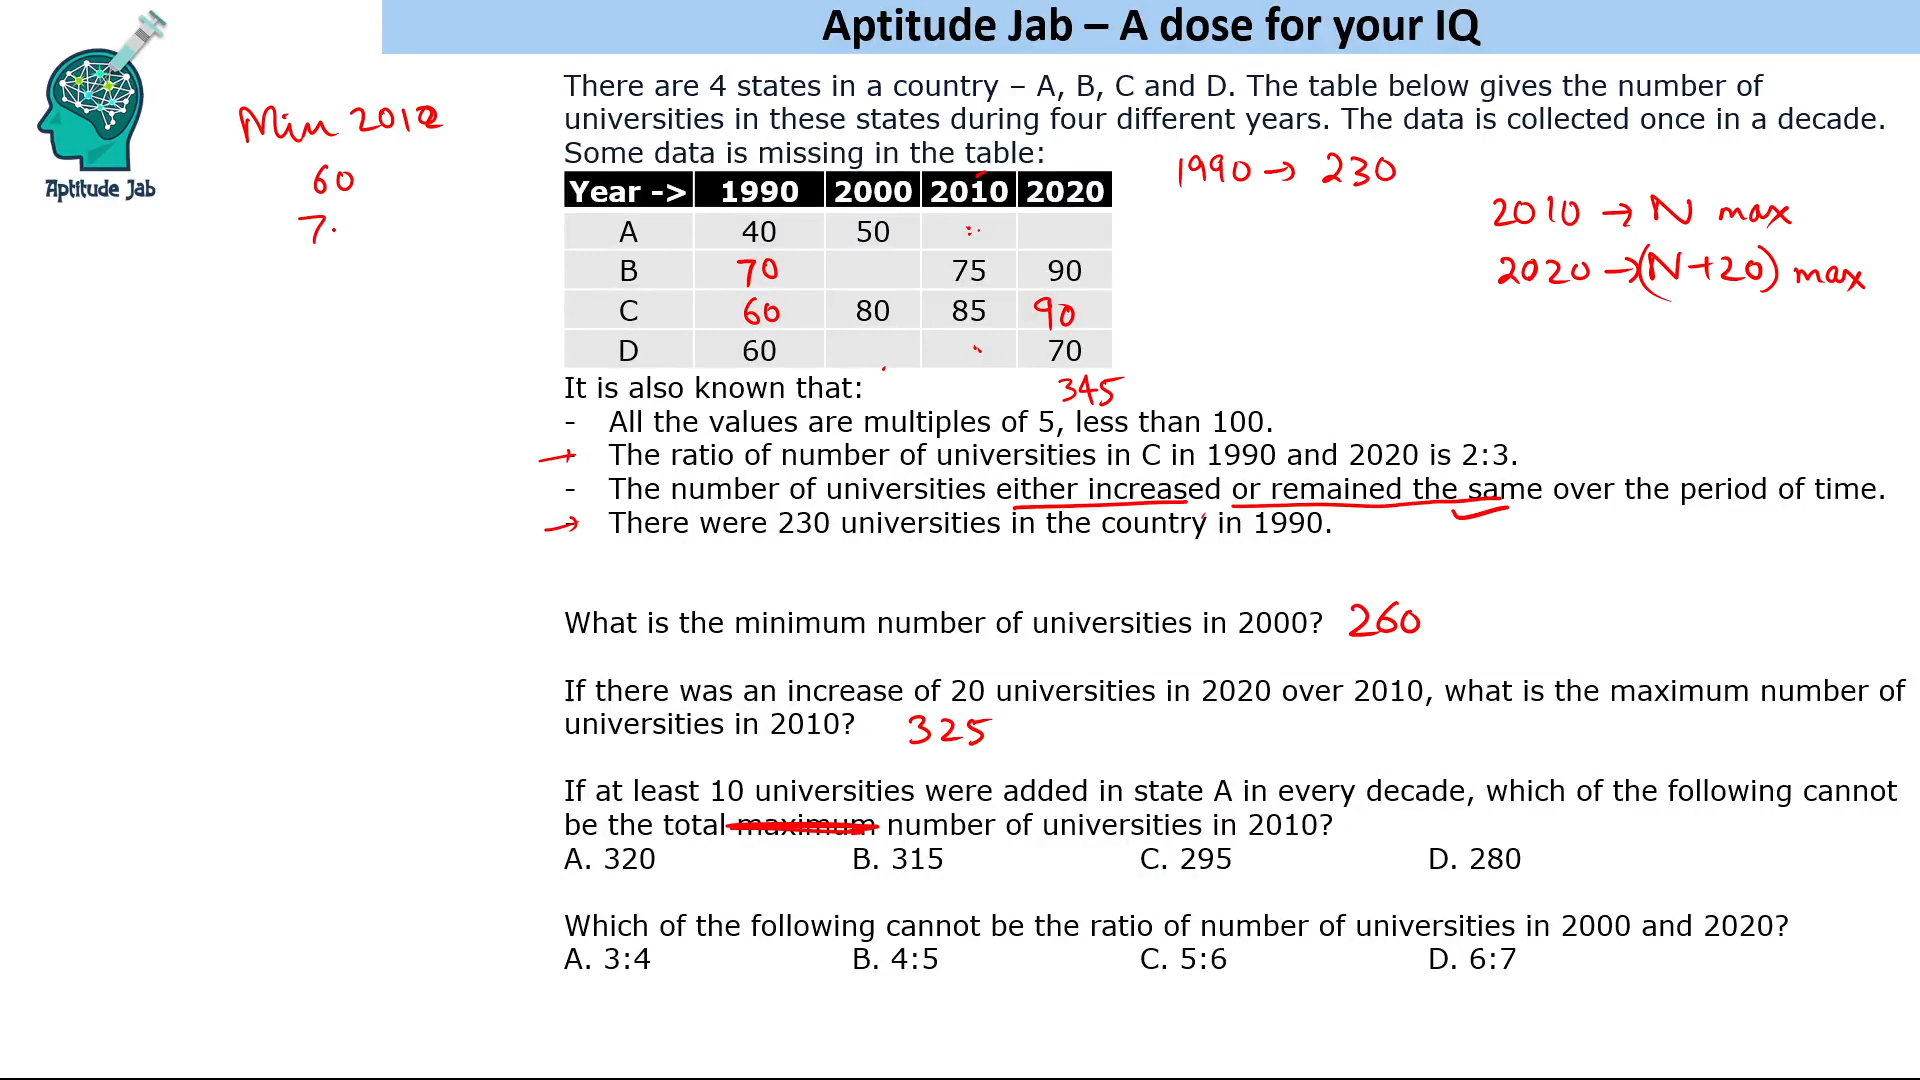 Aptitude Jab – A dose for your IQ
Aptitude Jab
There are 4 states in a country – A, B, C and D. The table below gives the number of
universities in these states during four different years. The data is collected once in a decade.
Some data is missing in the table:
Min 2010
60
7.
1990 → 230
2010 → N max
2020 → (N+20) max
Year -> 1990 2000 2010 2020
A 40 50
B 70 75 90
C 60 80 85 90
D 60 70
345
It is also known that:
- All the values are multiples of 5, less than 100.
- The ratio of number of universities in C in 1990 and 2020 is 2:3.
- The number of universities either increased or remained the same over the period of time.
- There were 230 universities in the country in 1990.
What is the minimum number of universities in 2000? 260
If there was an increase of 20 universities in 2020 over 2010, what is the maximum number of
universities in 2010? 325
If at least 10 universities were added in state A in every decade, which of the following cannot
be the total maximum number of universities in 2010?
A. 320 B. 315 C. 295 D. 280
Which of the following cannot be the ratio of number of universities in 2000 and 2020?
A. 3:4 B. 4:5 C. 5:6 D. 6:7